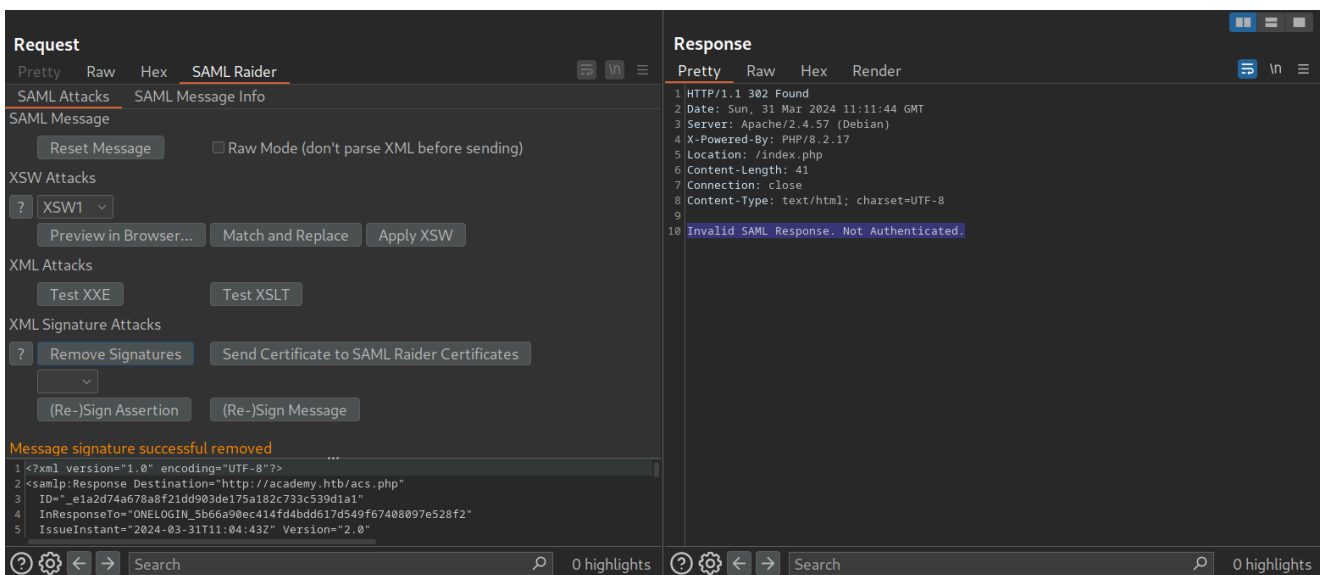 Request
Pretty Raw Hex SAML Raider \n
SAML Attacks SAML Message Info
SAML Message
Reset Message Raw Mode (don't parse XML before sending)
XSW Attacks
? XSW1
Preview in Browser... Match and Replace Apply XSW
XML Attacks
Test XXE Test XSLT
XML Signature Attacks
? Remove Signatures Send Certificate to SAML Raider Certificates
(Re-)Sign Assertion (Re-)Sign Message
Message signature successful removed
1 <?xml version="1.0" encoding="UTF-8"?>
2 <samlp:Response Destination="http://academy.htb/acs.php"
3 ID="_e1a2d74a678a8f21dd903de175a182c733c539d1a1"
4 InResponseTo="ONELOGIN_5b66a90ec414fd4bdd617d549f67408097e528f2"
5 IssueInstant="2024-03-31T11:04:43Z" Version="2.0"
? Search 0 highlights
Response
Pretty Raw Hex Render \n
1 HTTP/1.1 302 Found
2 Date: Sun, 31 Mar 2024 11:11:44 GMT
3 Server: Apache/2.4.57 (Debian)
4 X-Powered-By: PHP/8.2.17
5 Location: /index.php
6 Content-Length: 41
7 Connection: close
8 Content-Type: text/html; charset=UTF-8
9
10 Invalid SAML Response. Not Authenticated.
? Search 0 highlights